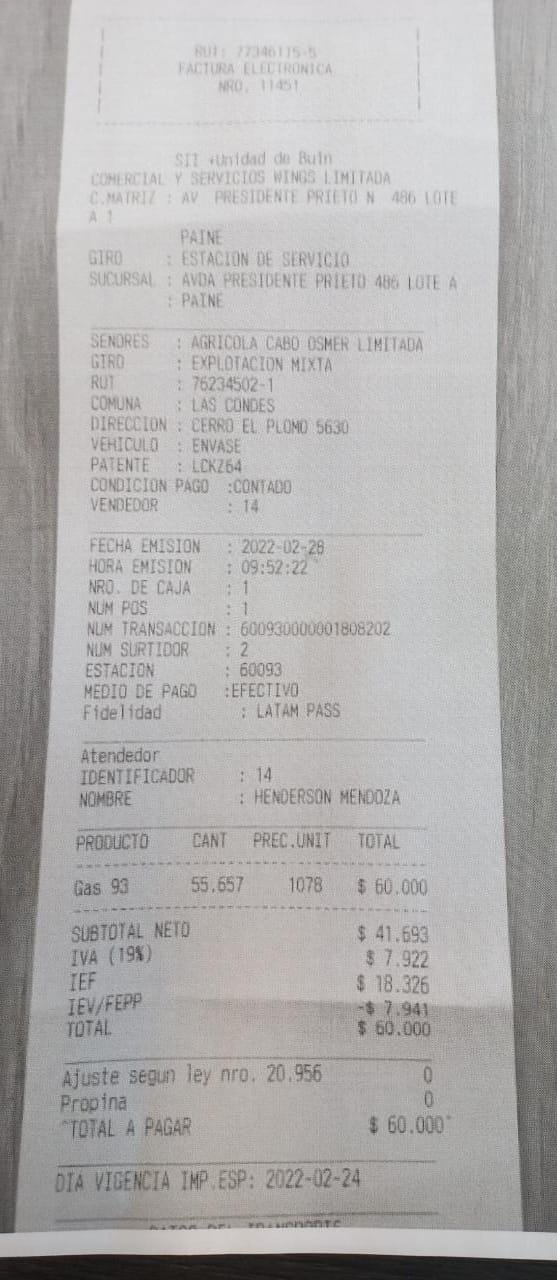 RUT: 77346115-5
FACTURA ELECTRONICA
NRO. 11451
SII +Unidad de Buin
COMERCIAL Y SERVICIOS WINGS LIMITADA
C.MATRIZ : AV PRESIDENTE PRIETO N 486 LOTE
A 1
PAINE
GIRO : ESTACION DE SERVICIO
SUCURSAL : AVDA PRESIDENTE PRIETO 486 LOTE A
: PAINE
SENORES : AGRICOLA CABO OSMER LIMITADA
GIRO : EXPLOTACION MIXTA
RUT : 76234502-1
COMUNA : LAS CONDES
DIRECCION : CERRO EL PLOMO 5630
VEHICULO : ENVASE
PATENTE : LCKZ64
CONDICION PAGO :CONTADO
VENDEDOR : 14
FECHA EMISION : 2022-02-28
HORA EMISION : 09:52:22
NRO. DE CAJA : 1
NUM POS : 1
NUM TRANSACCION : 600930000001808202
NUM SURTIDOR : 2
ESTACION : 60093
MEDIO DE PAGO :EFECTIVO
Fidelidad : LATAM PASS
Atendedor
IDENTIFICADOR : 14
NOMBRE : HENDERSON MENDOZA
PRODUCTO CANT PREC.UNIT TOTAL
Gas 93 55,657 1078 $ 60.000
SUBTOTAL NETO $ 41.693
IVA (19%) $ 7.922
IEF $ 18.326
IEV/FEPP -$ 7.941
TOTAL $ 60.000
Ajuste segun ley nro. 20.956 0
Propina 0
TOTAL A PAGAR $ 60.000
DIA VIGENCIA IMP.ESP: 2022-02-24